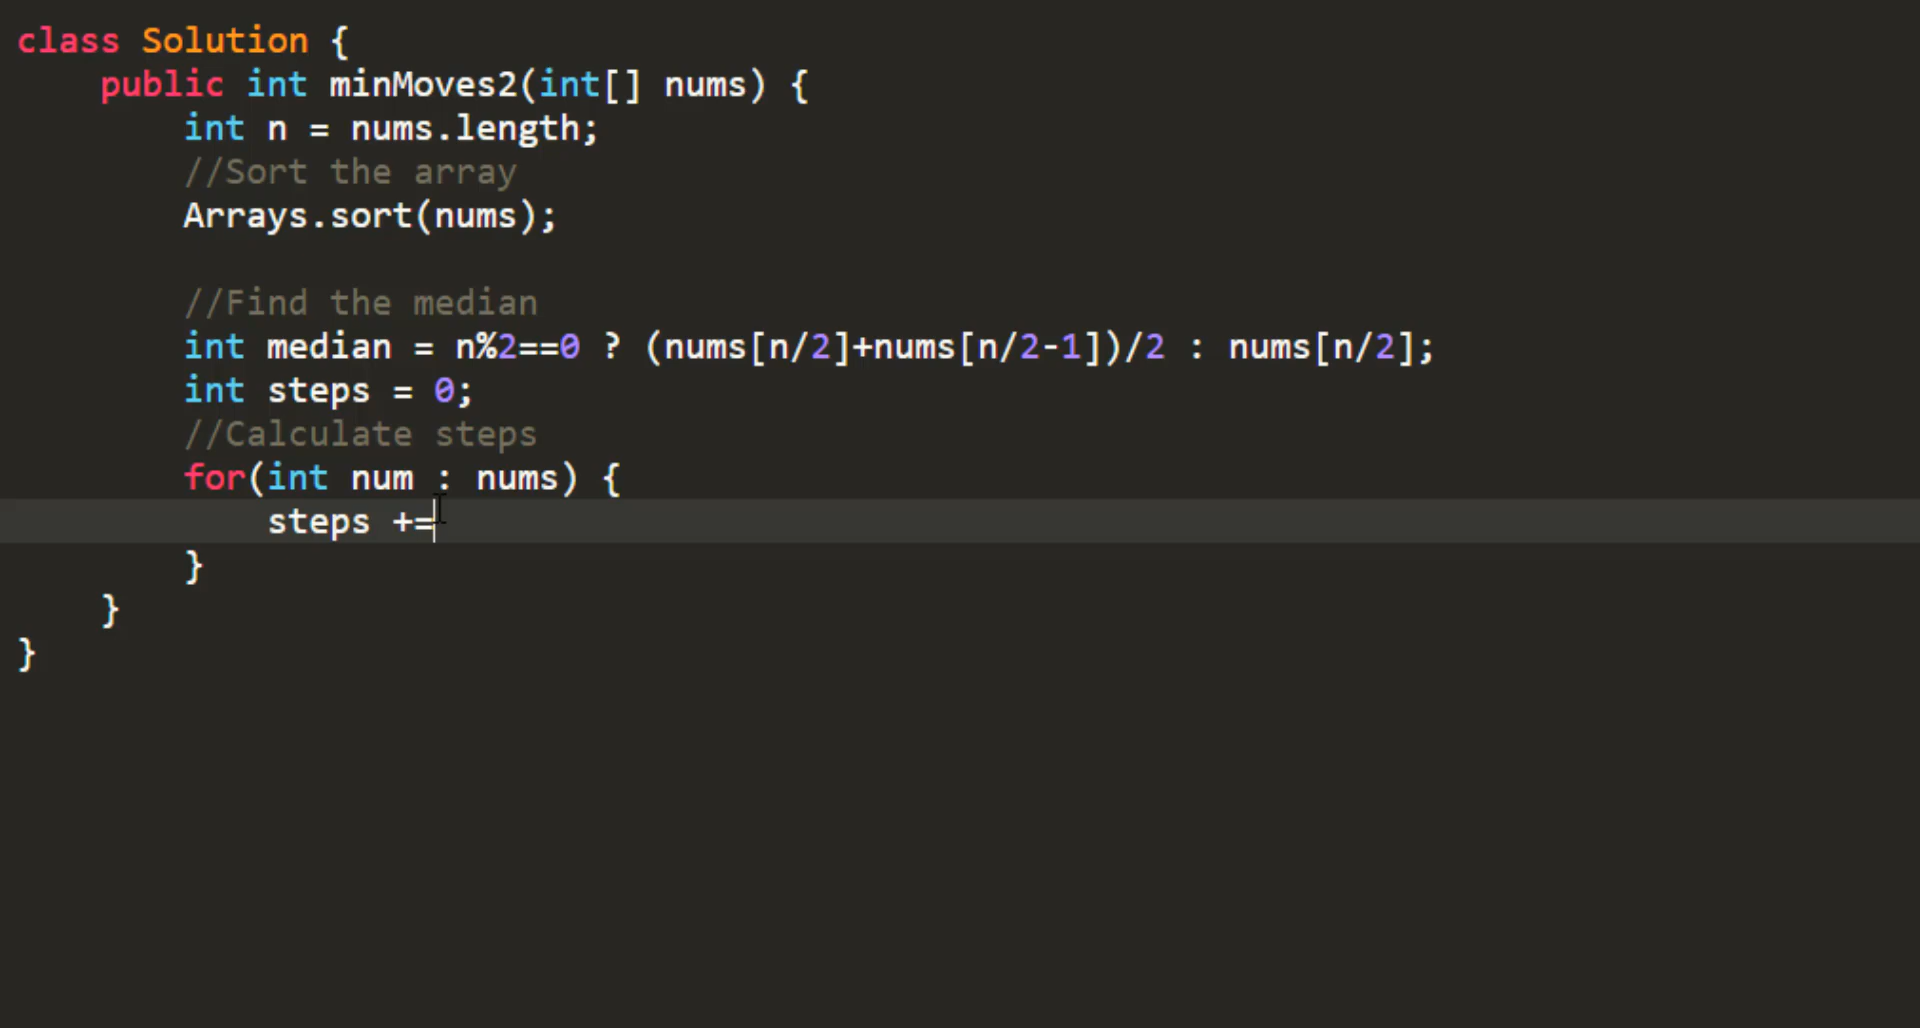 class Solution {
    public int minMoves2(int[] nums) {
        int n = nums.length;
        //Sort the array
        Arrays.sort(nums);

        //Find the median
        int median = n%2==0 ? (nums[n/2]+nums[n/2-1])/2 : nums[n/2];
        int steps = 0;
        //Calculate steps
        for(int num : nums) {
            steps +=
        }
    }
}